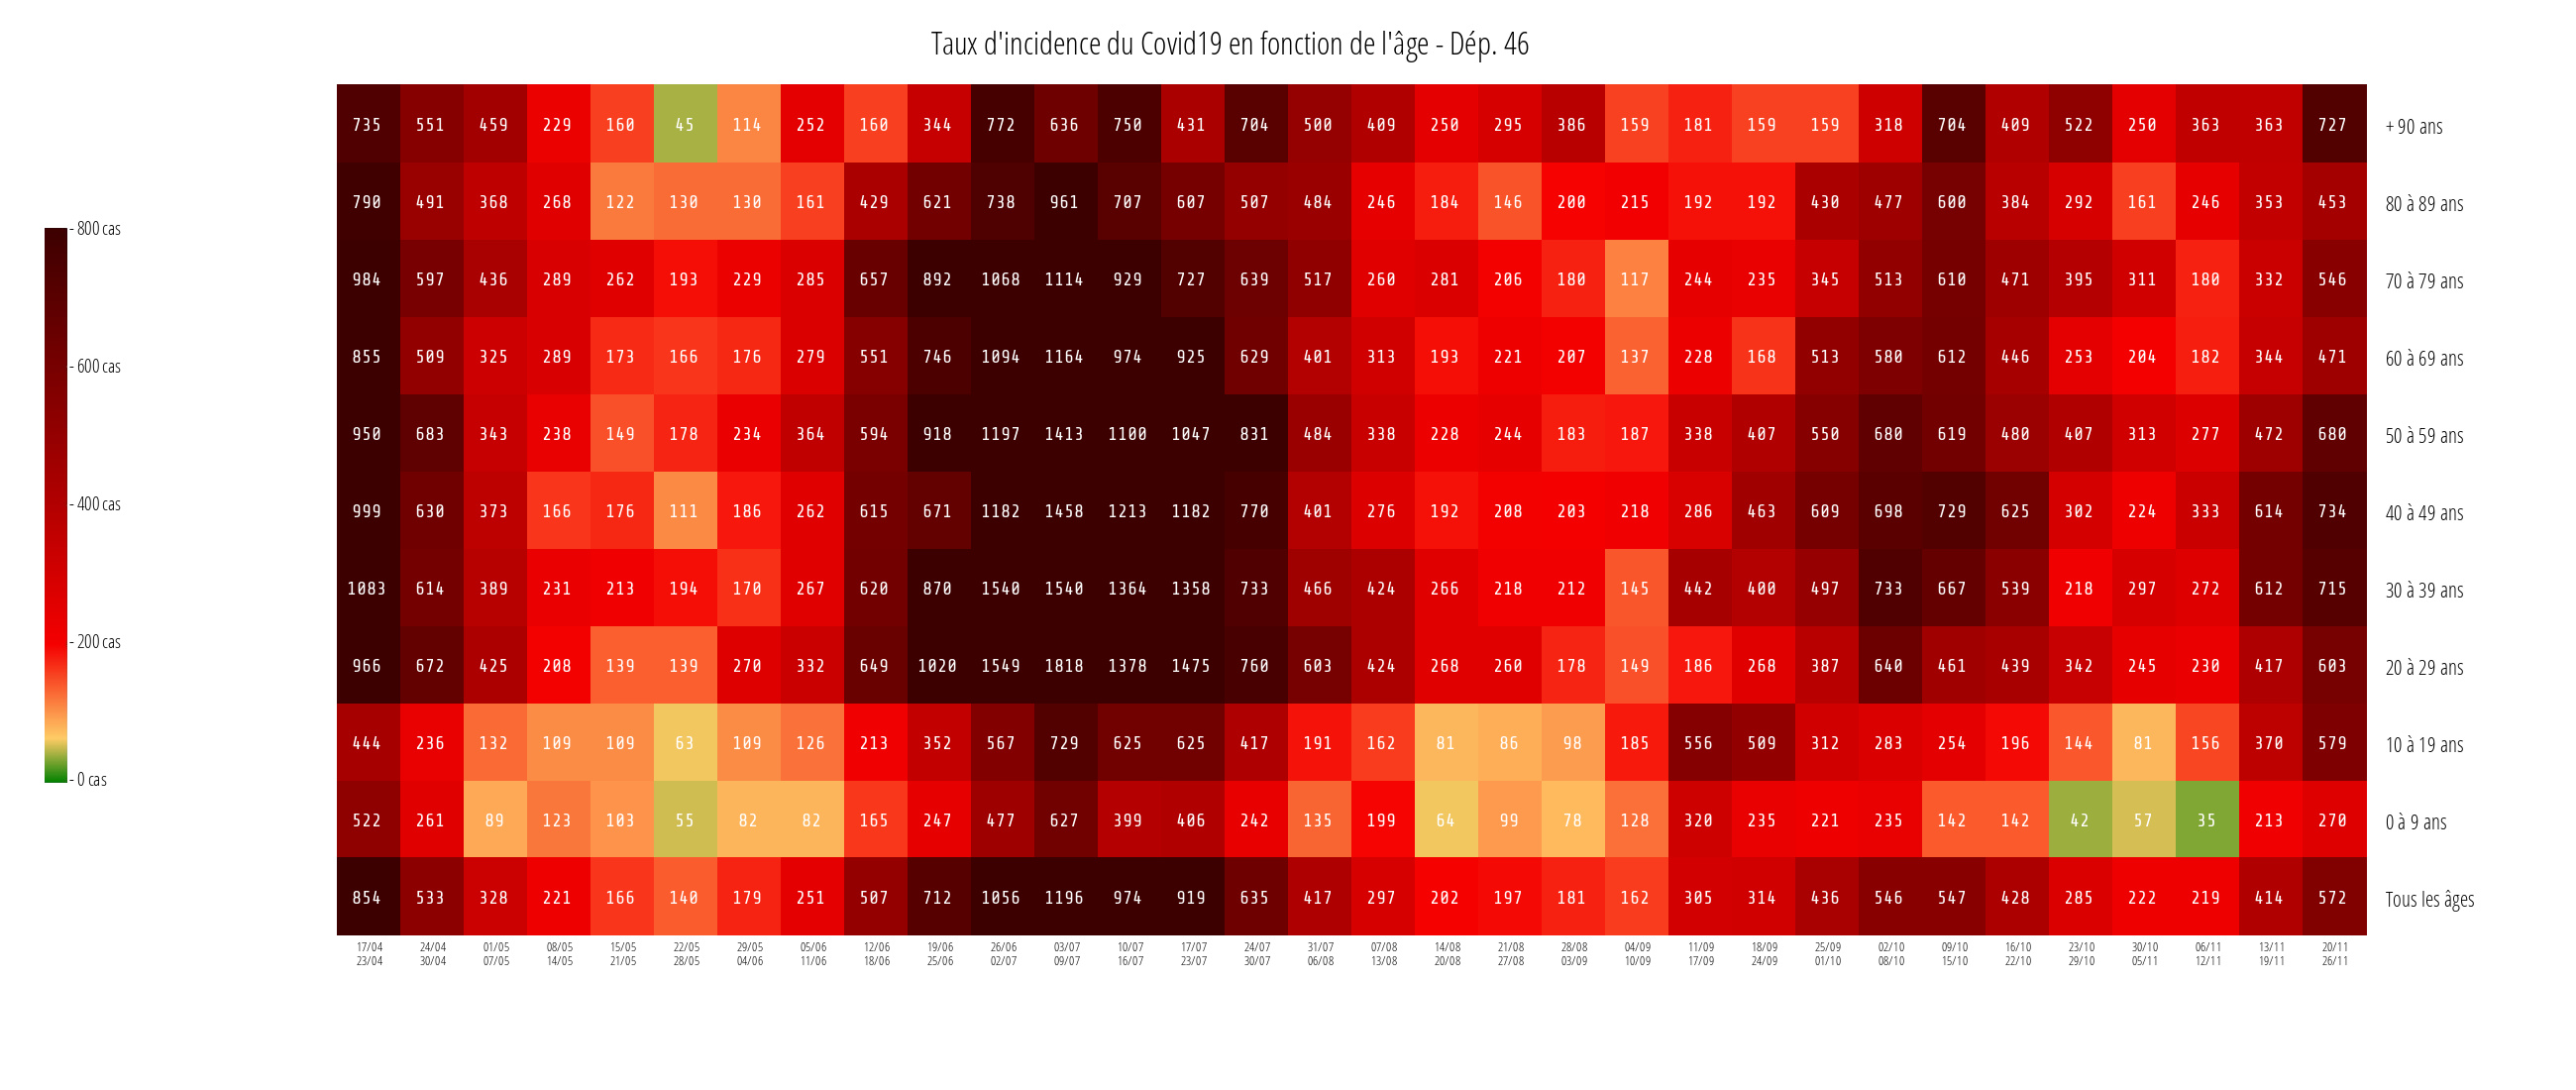 Taux d'incidence du Covid19 en fonction de l'âge - Dép. 46
735 551 459 229 160 45 114 252 160 344 772 636 750 431 704 500 409 250 295 386 159 181 159 159 318 704 409 522 250 363 363 727 + 90 ans
790 491 368 268 122 130 130 161 429 621 738 961 707 607 507 484 246 184 146 200 215 192 192 430 477 600 384 292 161 246 353 453 80 à 89 ans
- 800 cas
984 597 436 289 262 193 229 285 657 892 1068 1114 929 727 639 517 260 281 206 180 117 244 235 345 513 610 471 395 311 180 332 546 70 à 79 ans
855 509 325 289 173 166 176 279 551 746 1094 1164 974 925 629 401 313 193 221 207 137 228 168 513 580 612 446 253 204 182 344 471 60 à 69 ans
- 600 cas
950 683 343 238 149 178 234 364 594 918 1197 1413 1100 1047 831 484 338 228 244 183 187 338 407 550 680 619 480 407 313 277 472 680 50 à 59 ans
- 400 cas
999 630 373 166 176 111 186 262 615 671 1182 1458 1213 1182 770 401 276 192 208 203 218 286 463 609 698 729 625 302 224 333 614 734 40 à 49 ans
1083 614 389 231 213 194 170 267 620 870 1540 1540 1364 1358 733 466 424 266 218 212 145 442 400 497 733 667 539 218 297 272 612 715 30 à 39 ans
- 200 cas
966 672 425 208 139 139 270 332 649 1020 1549 1818 1378 1475 760 603 424 268 260 178 149 186 268 387 640 461 439 342 245 230 417 603 20 à 29 ans
444 236 132 109 109 63 109 126 213 352 567 729 625 625 417 191 162 81 86 98 185 556 509 312 283 254 196 144 81 156 370 579 10 à 19 ans
- 0 cas
522 261 89 123 103 55 82 82 165 247 477 627 399 406 242 135 199 64 99 78 128 320 235 221 235 142 142 42 57 35 213 270 0 à 9 ans
854 533 328 221 166 140 179 251 507 712 1056 1196 974 919 635 417 297 202 197 181 162 305 314 436 546 547 428 285 222 219 414 572 Tous les âges
17/04 24/04 01/05 08/05 15/05 22/05 29/05 05/06 12/06 19/06 26/06 03/07 10/07 17/07 24/07 31/07 07/08 14/08 21/08 28/08 04/09 11/09 18/09 25/09 02/10 09/10 16/10 23/10 30/10 06/11 13/11 20/11
23/04 30/04 07/05 14/05 21/05 28/05 04/06 11/06 18/06 25/06 02/07 09/07 16/07 23/07 30/07 06/08 13/08 20/08 27/08 03/09 10/09 17/09 24/09 01/10 08/10 15/10 22/10 29/10 05/11 12/11 19/11 26/11